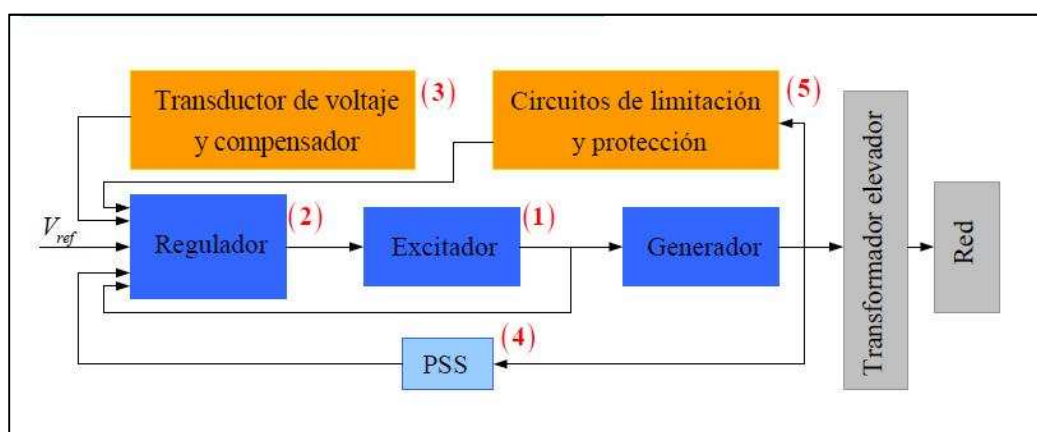 Transductor de voltaje
y compensador
(3)
Circuitos de limitación
y protección
(5)
V_ref
Regulador
(2)
Excitador
(1)
Generador
Transformador elevador
Red
PSS
(4)